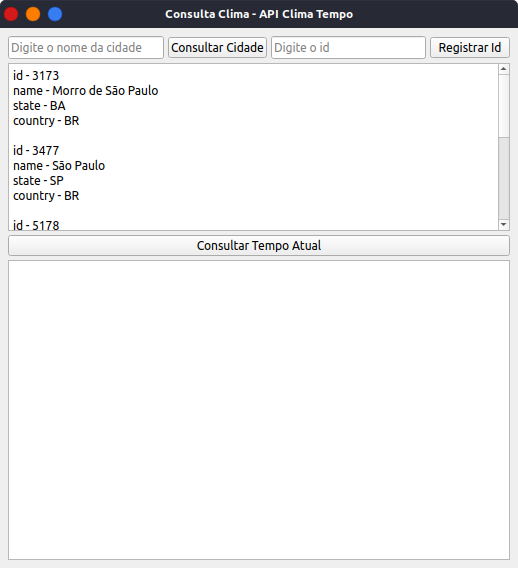 Consulta Clima - API Clima Tempo
Digite o nome da cidade Consultar Cidade Digite o id Registrar Id
id - 3173
name - Morro de São Paulo
state - BA
country - BR
id - 3477
name - São Paulo
state - SP
country - BR
id - 5178
Consultar Tempo Atual